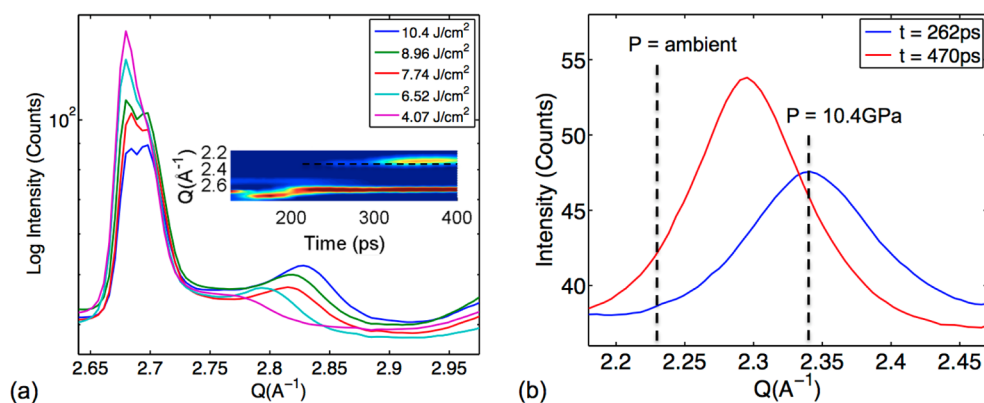 10.4 J/cm²
8.96 J/cm²
7.74 J/cm²
6.52 J/cm²
4.07 J/cm²
Log Intensity (Counts)
10²
Q(Å⁻¹)
2.2
2.4
2.6
200 300 400
Time (ps)
2.65 2.7 2.75 2.8 2.85 2.9 2.95
Q(A⁻¹)
(a)
t = 262ps
t = 470ps
P = ambient
P = 10.4GPa
Intensity (Counts)
55
50
45
40
2.2 2.25 2.3 2.35 2.4 2.45
Q(A⁻¹)
(b)